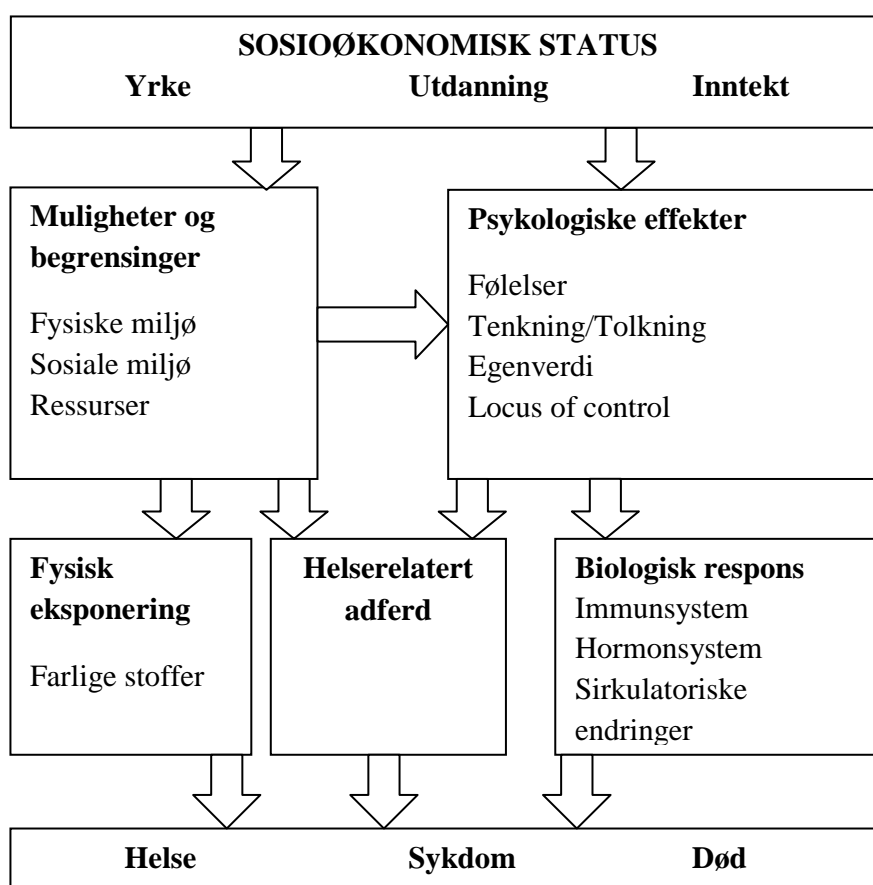 SOSIOØKONOMISK STATUS
Yrke Utdanning Inntekt
Muligheter og
begrensinger
Fysiske miljø
Sosiale miljø
Ressurser
Psykologiske effekter
Følelser
Tenkning/Tolkning
Egenverdi
Locus of control
Fysisk
eksponering
Farlige stoffer
Helserelatert
adferd
Biologisk respons
Immunsystem
Hormonsystem
Sirkulatoriske
endringer
Helse Sykdom Død